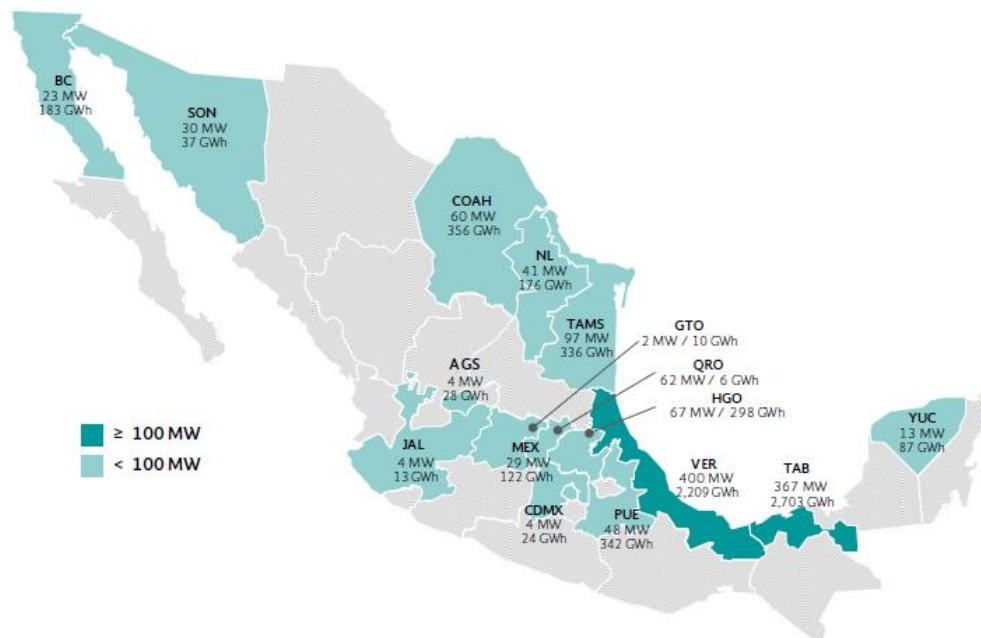 BC
23 MW
183 GWh
SON
30 MW
37 GWh
COAH
60 MW
356 GWh
NL
41 MW
176 GWh
TAMS
97 MW
336 GWh
GTO
2 MW / 10 GWh
QRO
62 MW / 6 GWh
HGO
67 MW / 298 GWh
AGS
4 MW
28 GWh
JAL
4 MW
13 GWh
MEX
29 MW
122 GWh
CDMX
4 MW
24 GWh
PUE
48 MW
342 GWh
VER
400 MW
2,209 GWh
TAB
367 MW
2,703 GWh
YUC
13 MW
87 GWh
≥ 100 MW
< 100 MW